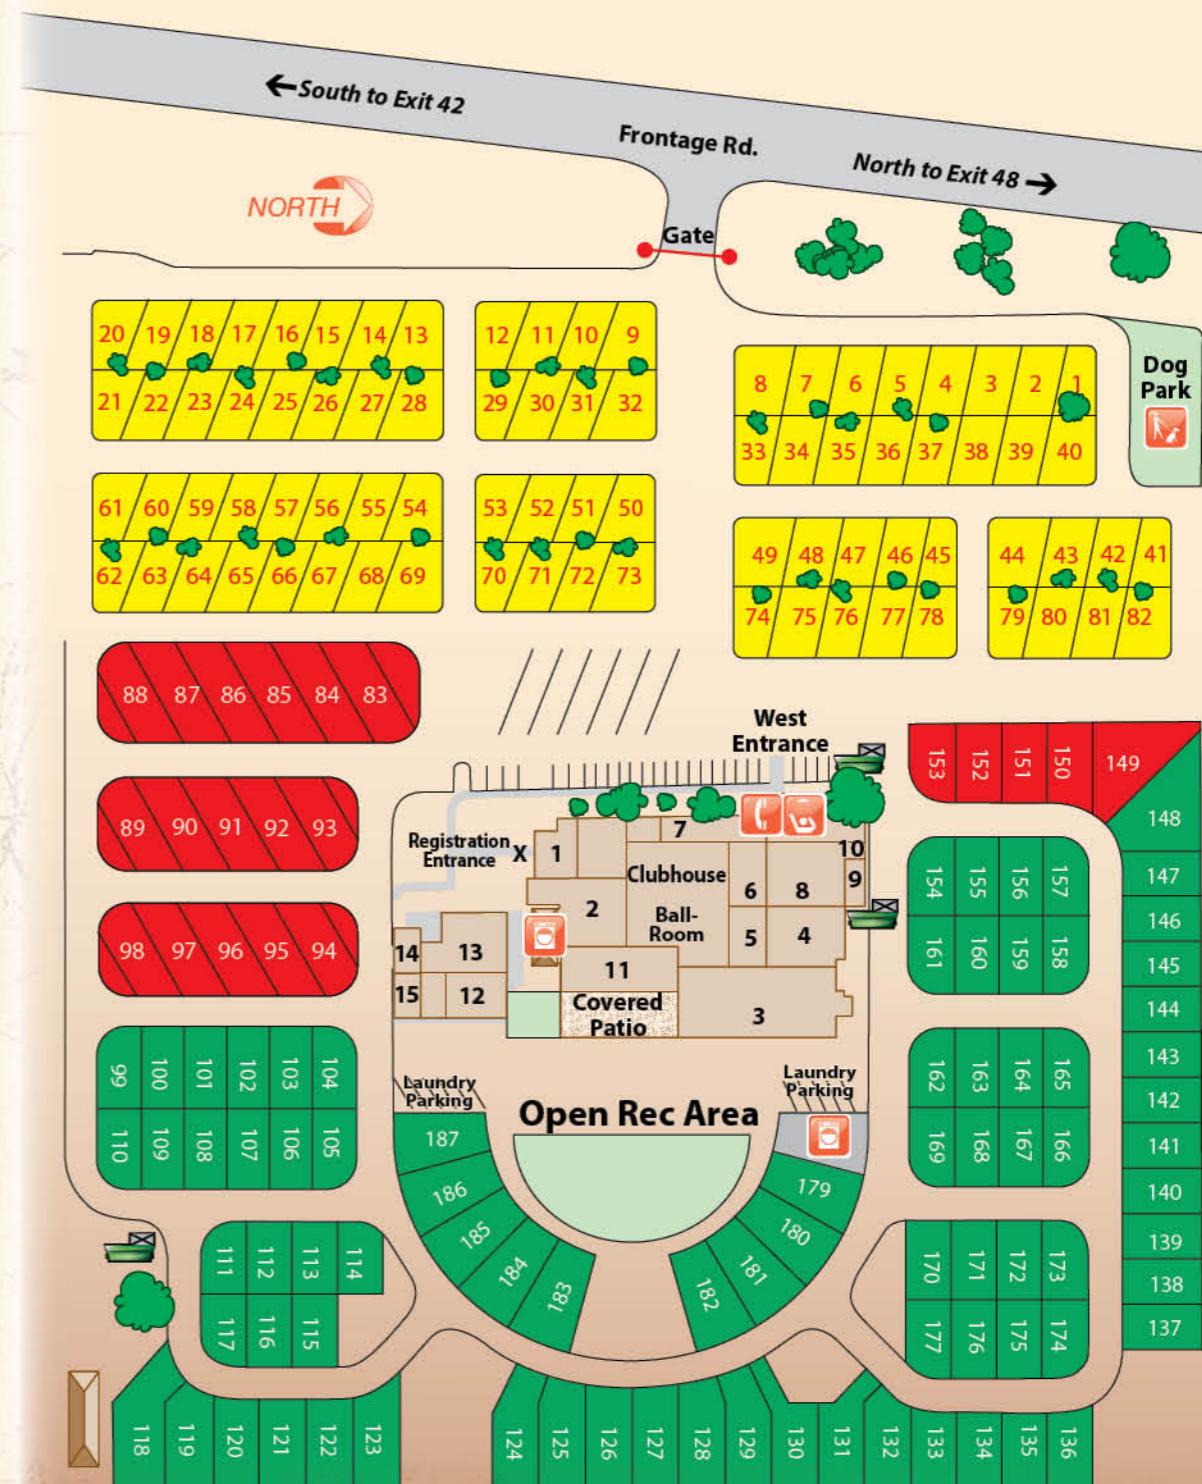 South to Exit 42
Frontage Rd.
North to Exit 48
NORTH
Gate
Dog
Park
20 19 18 17 16 15 14 13
21 22 23 24 25 26 27 28
12 11 10 9
29 30 31 32
8 7 6 5 4 3 2 1
33 34 35 36 37 38 39 40
61 60 59 58 57 56 55 54
62 63 64 65 66 67 68 69
53 52 51 50
70 71 72 73
49 48 47 46 45
74 75 76 77 78
44 43 42 41
79 80 81 82
88 87 86 85 84 83
89 90 91 92 93
98 97 96 95 94
99 100 101 102 103 104
110 109 108 107 106 105
West
Entrance
Registration
Entrance X
1
7
Clubhouse
2
Ball-
Room
6
8
10
9
5
4
14
13
15
12
11
Covered
Patio
3
Laundry
Parking
Laundry
Parking
Open Rec Area
187
186
185
184
183
179
180
181
182
153 152 151 150 149
148
147
146
145
144
143
142
141
140
139
138
137
154 155 156 157
161 160 159 158
162 163 164 165
169 168 167 166
170 171 172 173
177 176 175 174
111 112 113 114
117 116 115
118 119 120 121 122 123
124 125 126 127 128 129 130 131 132 133 134 135 136